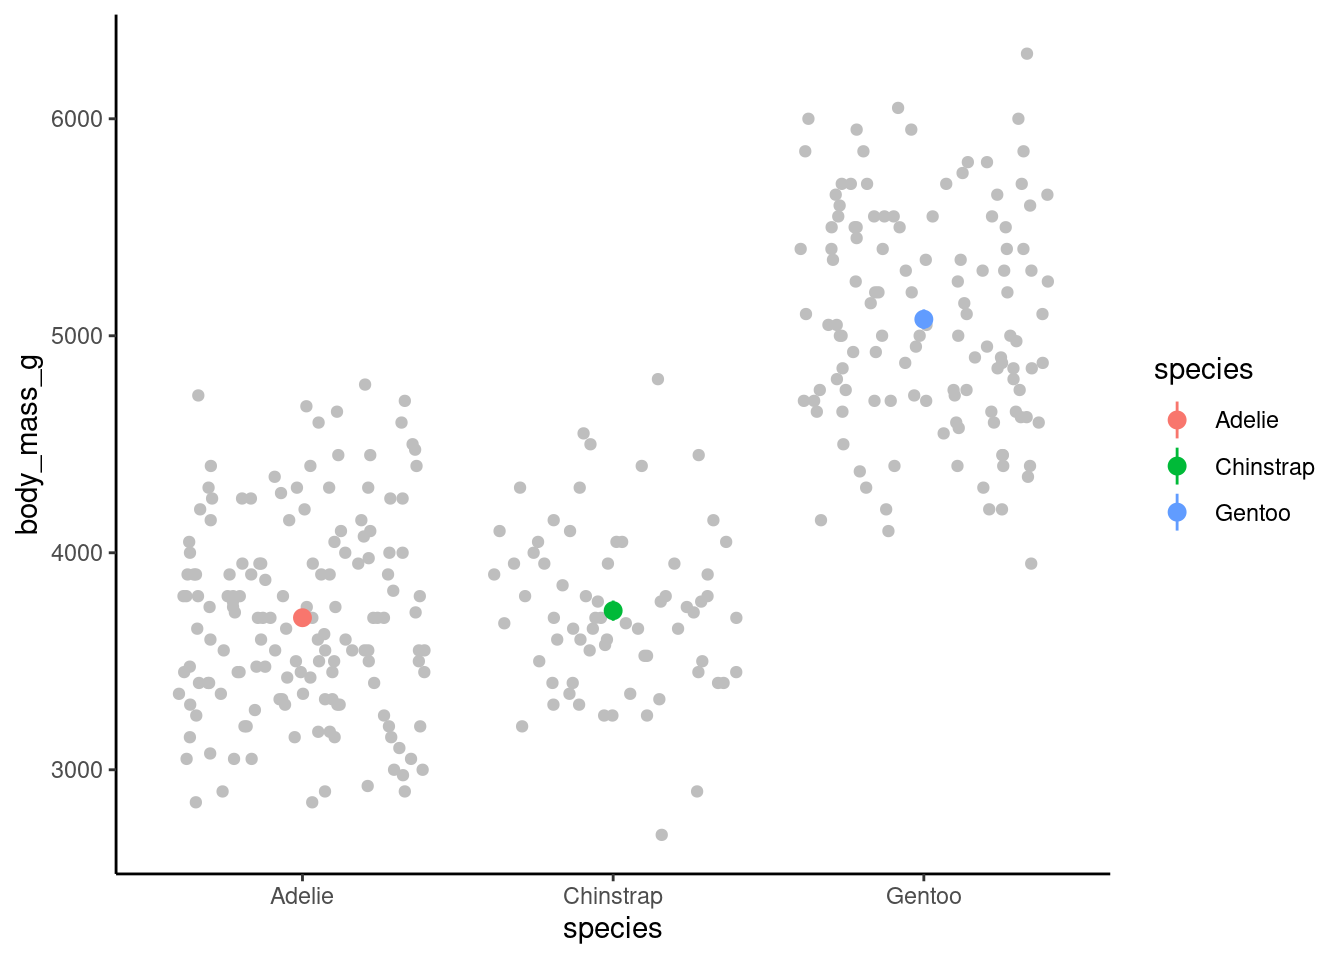 body_mass_g
6000
5000
4000
3000
Adelie
Chinstrap
Gentoo
species
species
Adelie
Chinstrap
Gentoo